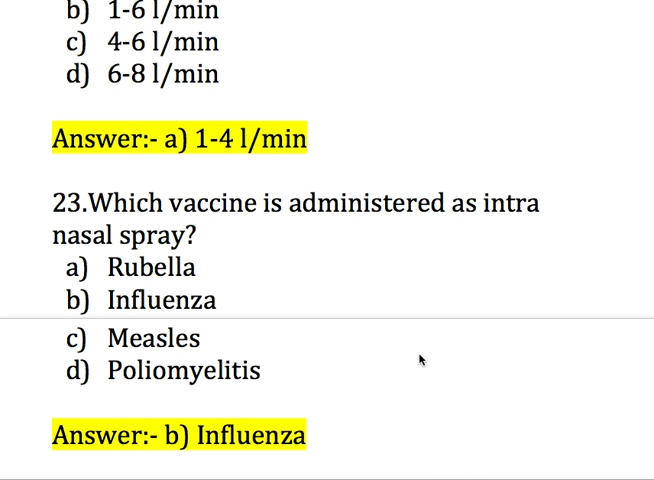 b) 1-6 l/min
c) 4-6 l/min
d) 6-8 l/min
Answer:- a) 1-4 l/min
23.Which vaccine is administered as intra
nasal spray?
a) Rubella
b) Influenza
c) Measles
d) Poliomyelitis
Answer:- b) Influenza